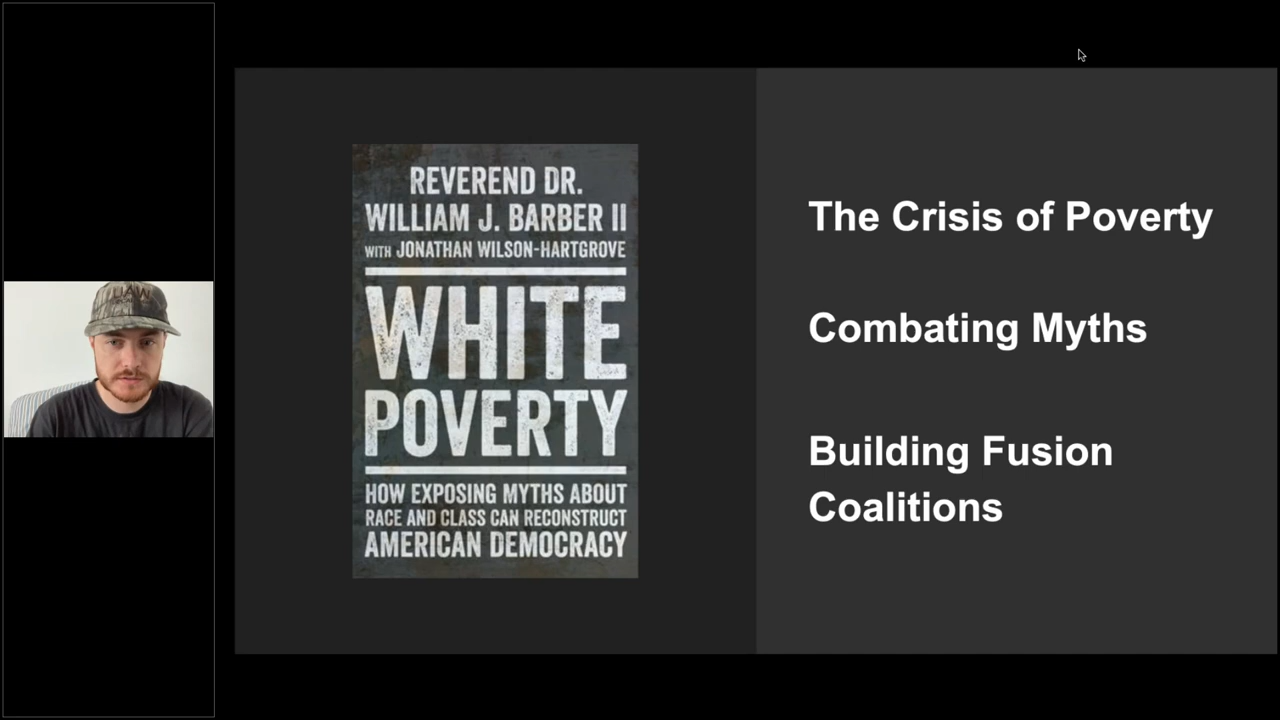 UAW
REVEREND DR.
WILLIAM J. BARBER II
WITH JONATHAN WILSON-HARTGROVE
WHITE
POVERTY
HOW EXPOSING MYTHS ABOUT
RACE AND CLASS CAN RECONSTRUCT
AMERICAN DEMOCRACY
The Crisis of Poverty
Combating Myths
Building Fusion
Coalitions